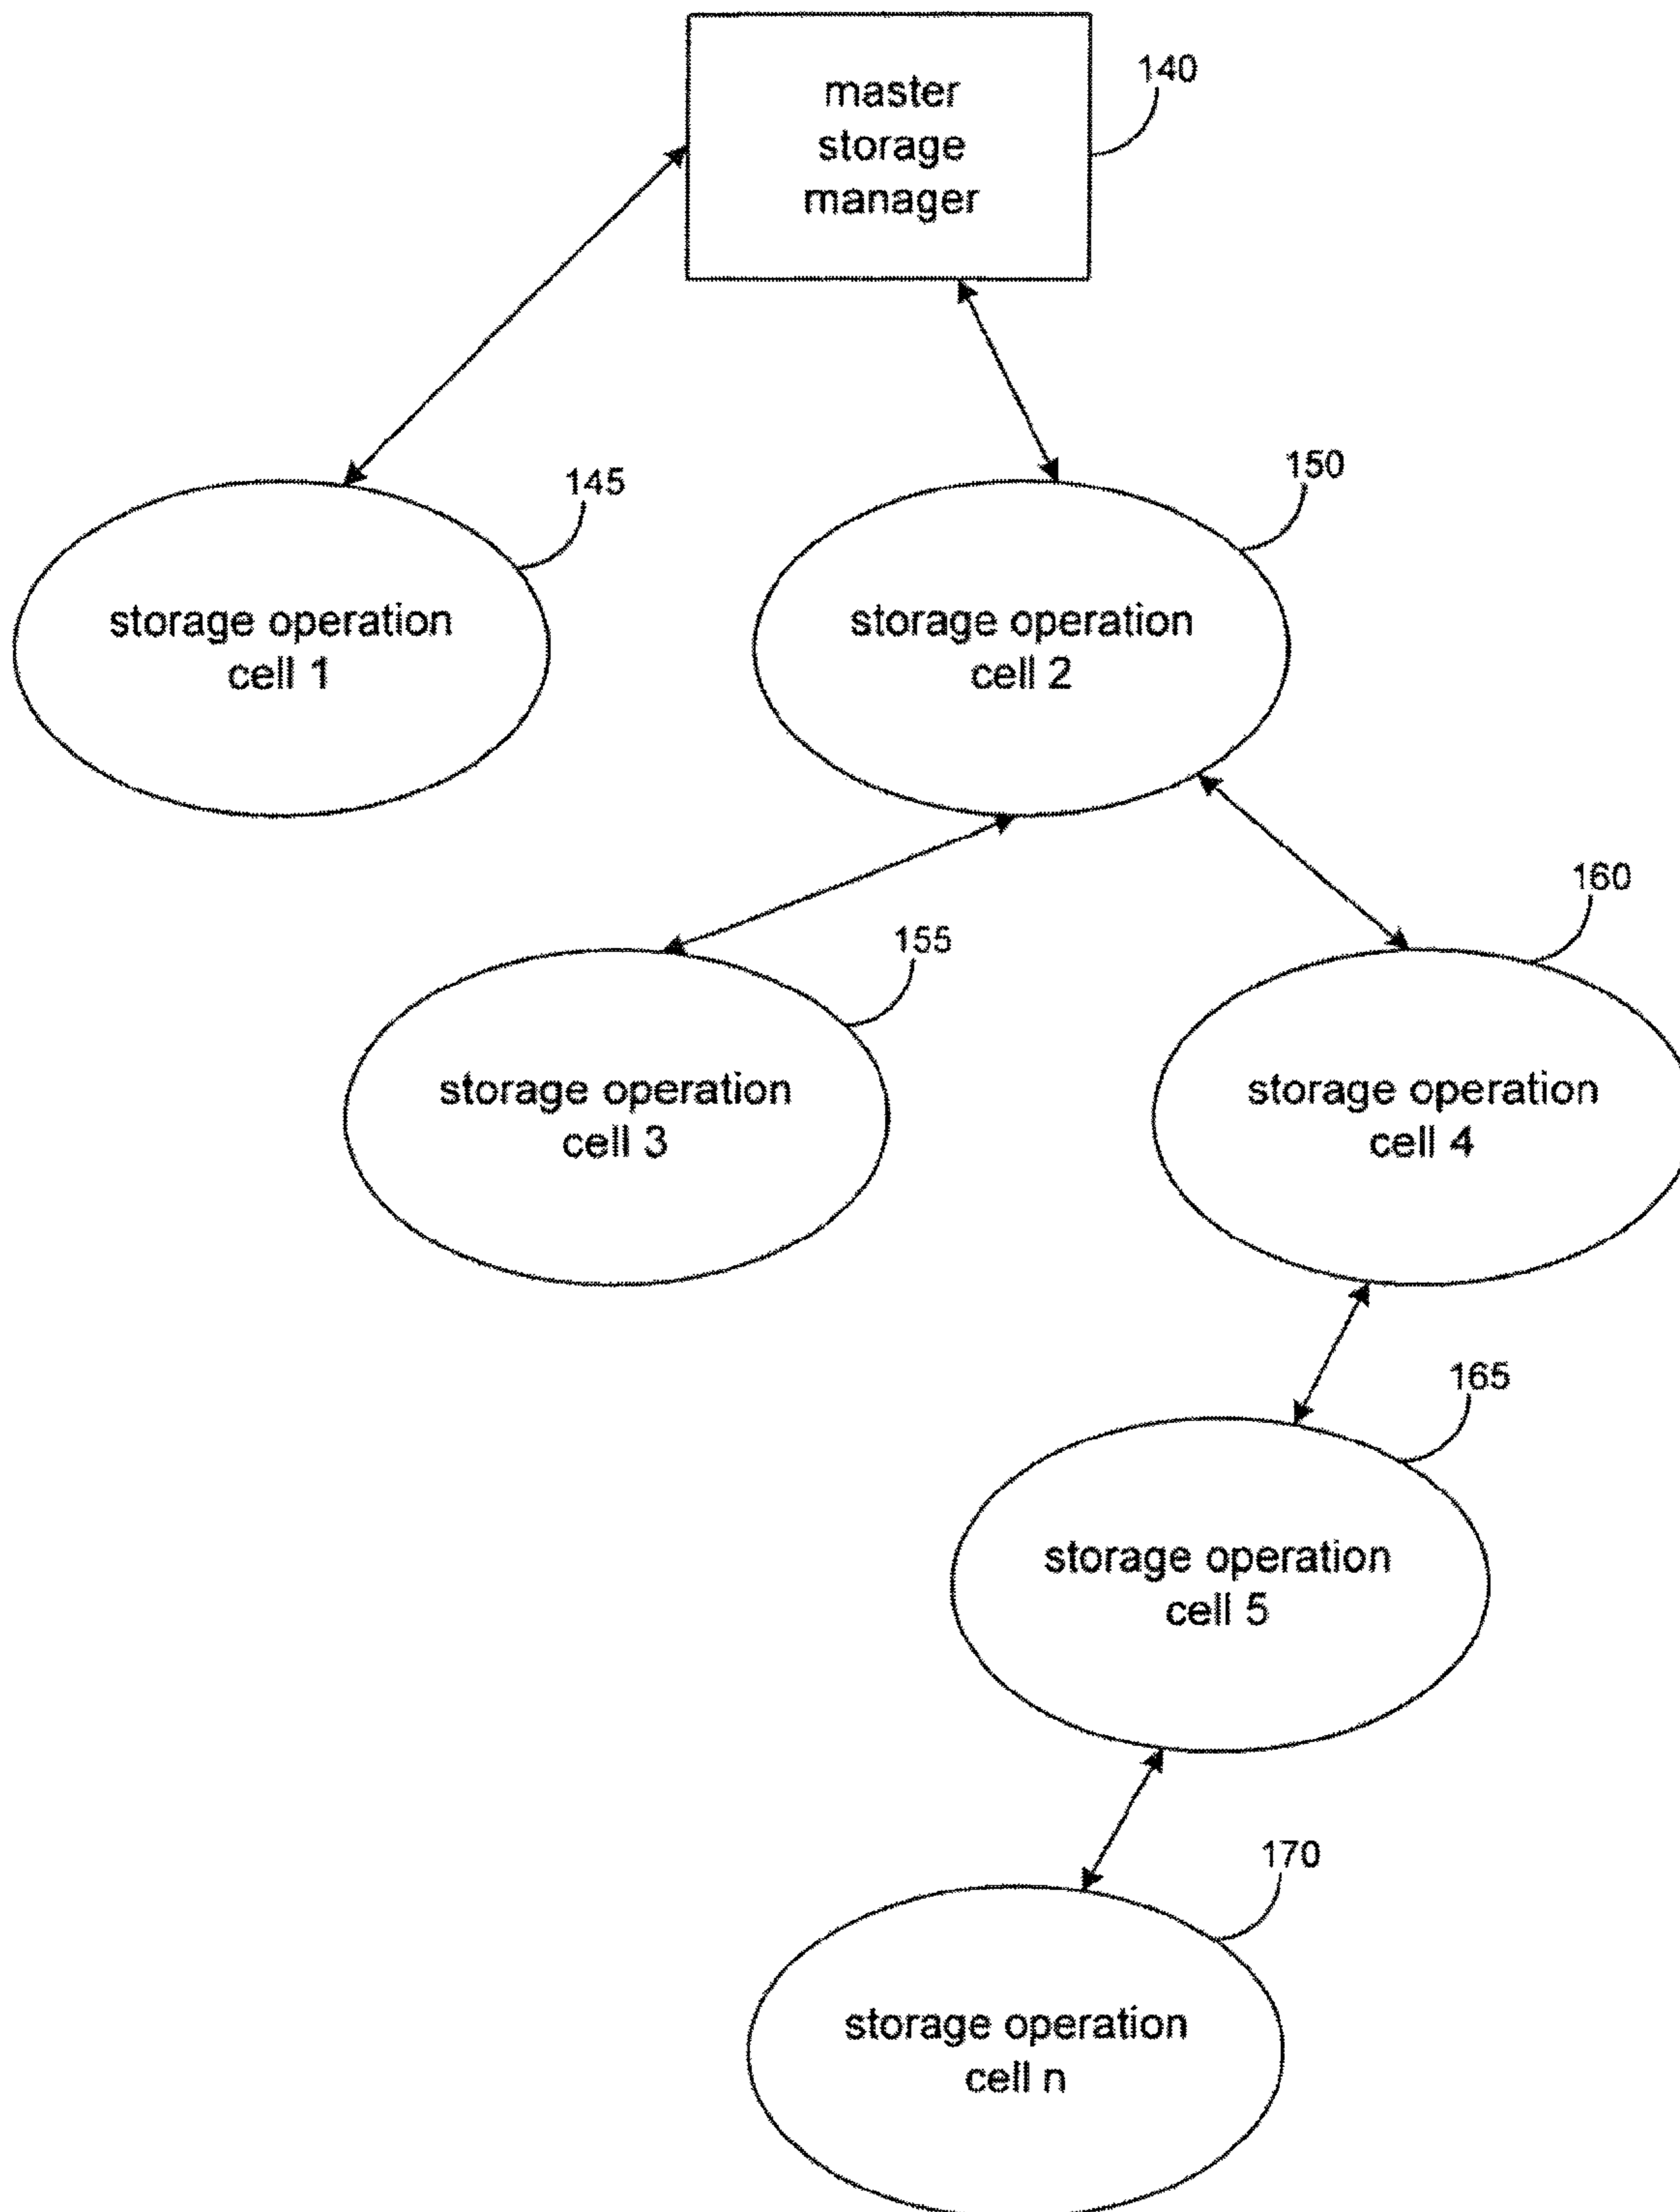 master
storage
manager
140
145
150
storage operation
cell 1
storage operation
cell 2
155
160
storage operation
cell 3
storage operation
cell 4
165
storage operation
cell 5
170
storage operation
cell n